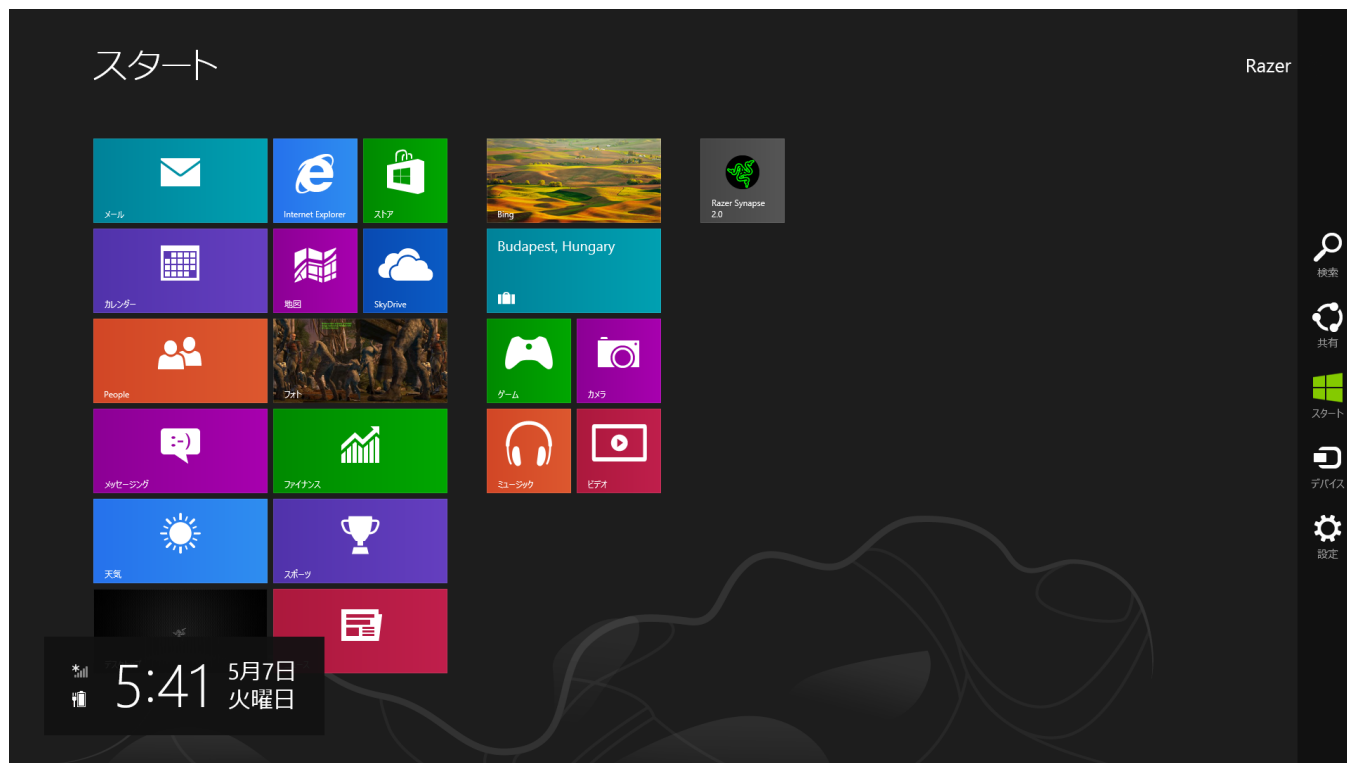 スタート
Razer
メール
Internet Explorer
ストア
Bing
Razer Synapse
2.0
カレンダー
地図
SkyDrive
Budapest, Hungary
People
フォト
ゲーム
カメラ
メッセージング
ファイナンス
ミュージック
ビデオ
天気
スポーツ
検索
共有
スタート
デバイス
設定
5:41
5月7日
火曜日